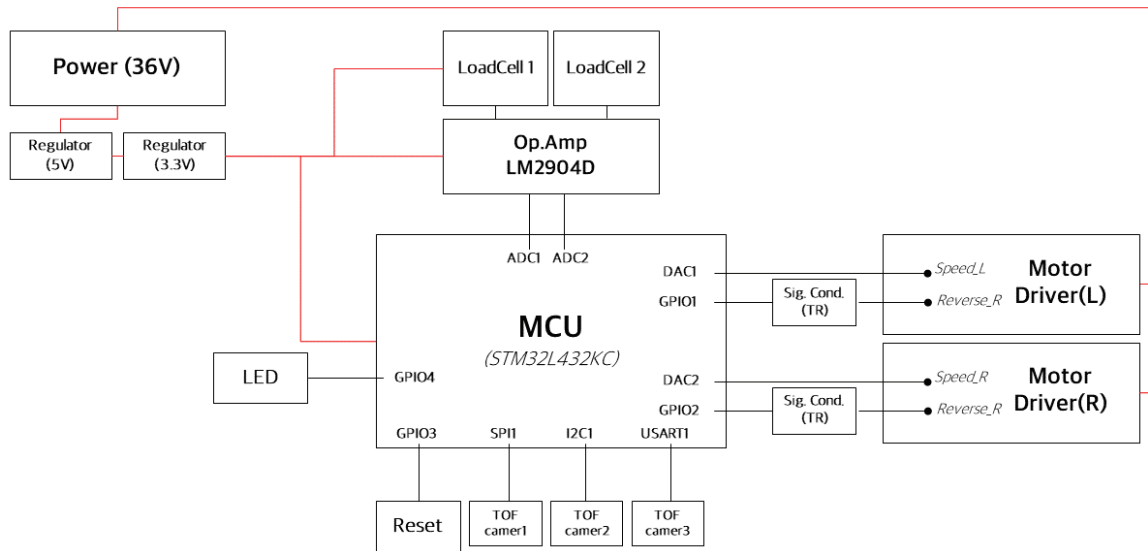 Power (36V)
LoadCell 1
LoadCell 2
Regulator
(5V)
Regulator
(3.3V)
Op.Amp
LM2904D
ADC1
ADC2
DAC1
GPIO1
MCU
(STM32L432KC)
GPIO4
DAC2
GPIO2
GPIO3
SPI1
I2C1
USART1
LED
Sig. Cond.
(TR)
Speed_L
Reverse_R
Motor
Driver(L)
Sig. Cond.
(TR)
Speed_R
Reverse_R
Motor
Driver(R)
Reset
TOF
camer1
TOF
camer2
TOF
camer3